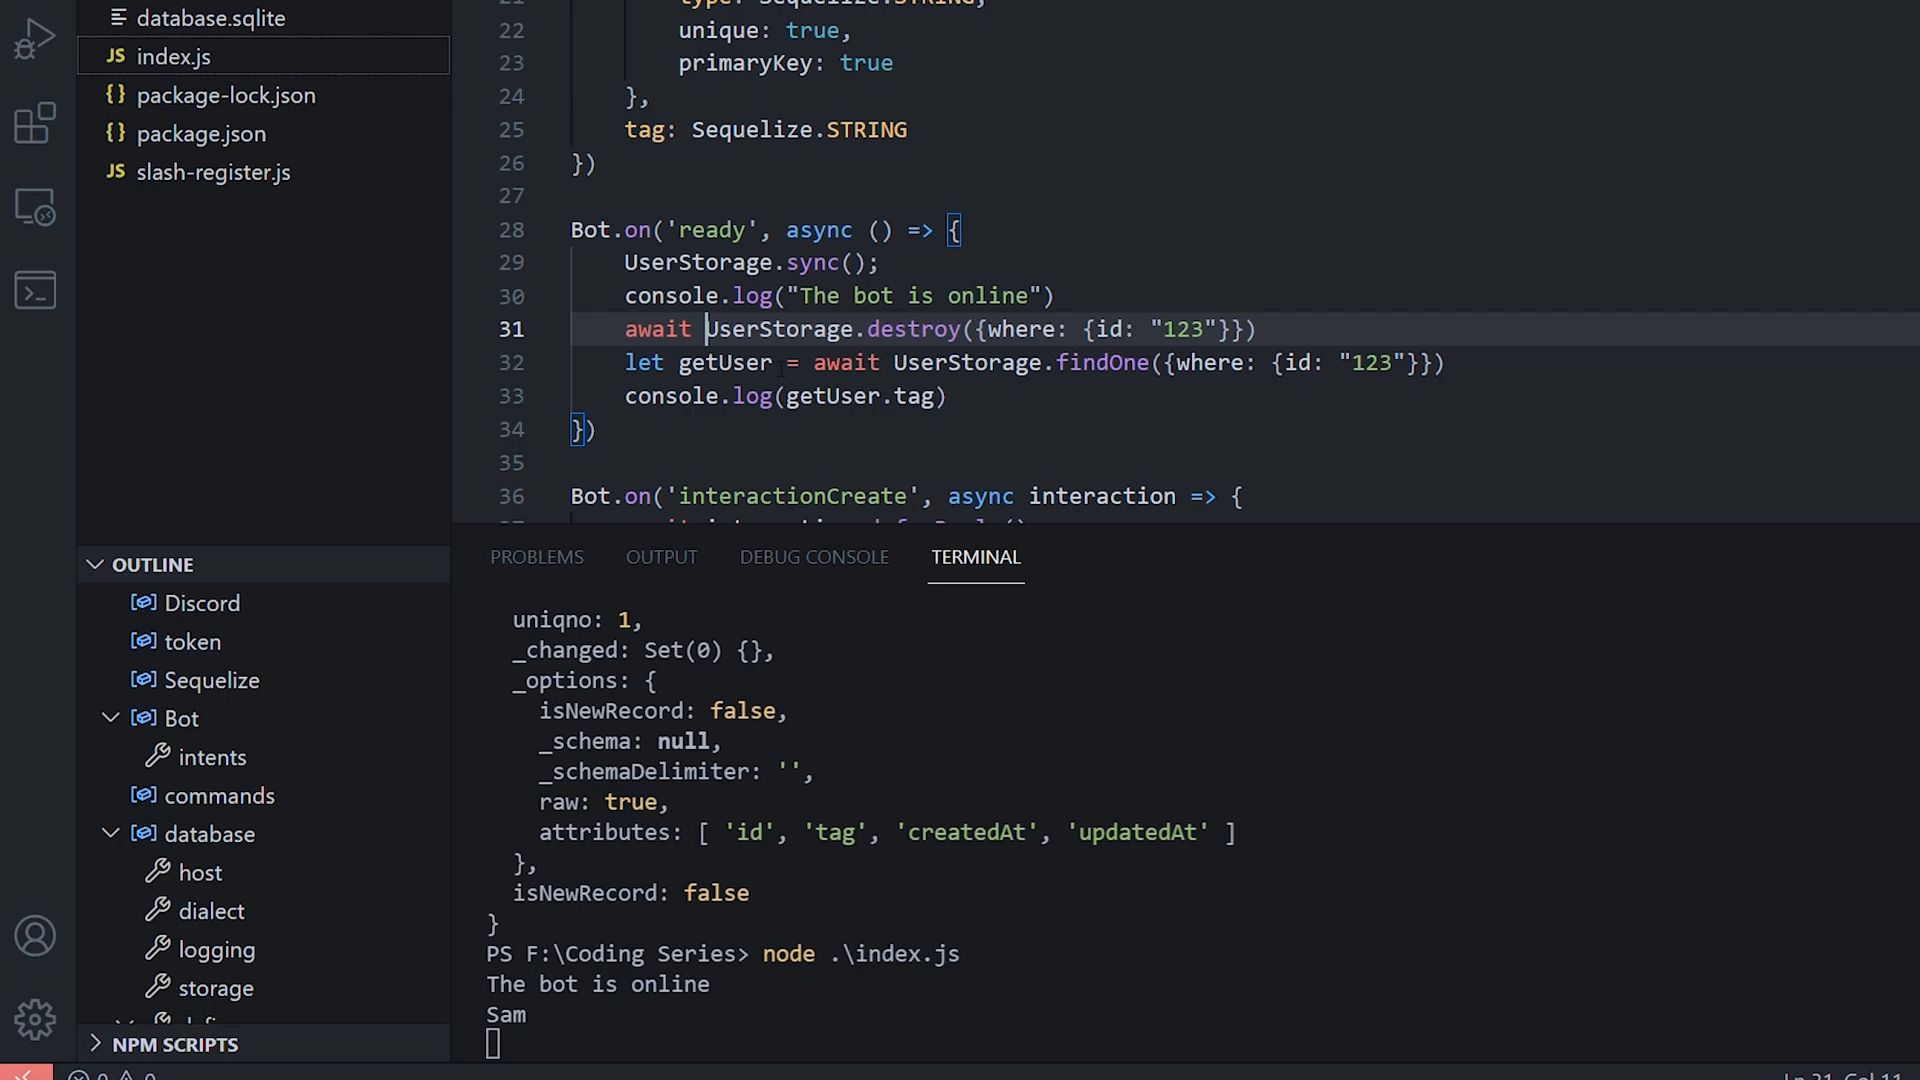 database.sqlite
JS index.js
{} package-lock.json
{} package.json
JS slash-register.js
OUTLINE
Discord
token
Sequelize
Bot
intents
commands
database
host
dialect
logging
storage
NPM SCRIPTS
22 unique: true,
23 primaryKey: true
24 },
25 tag: Sequelize.STRING
26 })
27
28 Bot.on('ready', async () => {
29 UserStorage.sync();
30 console.log("The bot is online")
31 await UserStorage.destroy({where: {id: "123"}})
32 let getUser = await UserStorage.findOne({where: {id: "123"}})
33 console.log(getUser.tag)
34 })
35
36 Bot.on('interactionCreate', async interaction => {
PROBLEMS OUTPUT DEBUG CONSOLE TERMINAL
uniqno: 1,
_changed: Set(0) {},
_options: {
isNewRecord: false,
_schema: null,
_schemaDelimiter: '',
raw: true,
attributes: [ 'id', 'tag', 'createdAt', 'updatedAt' ]
},
isNewRecord: false
}
PS F:\Coding Series> node .\index.js
The bot is online
Sam